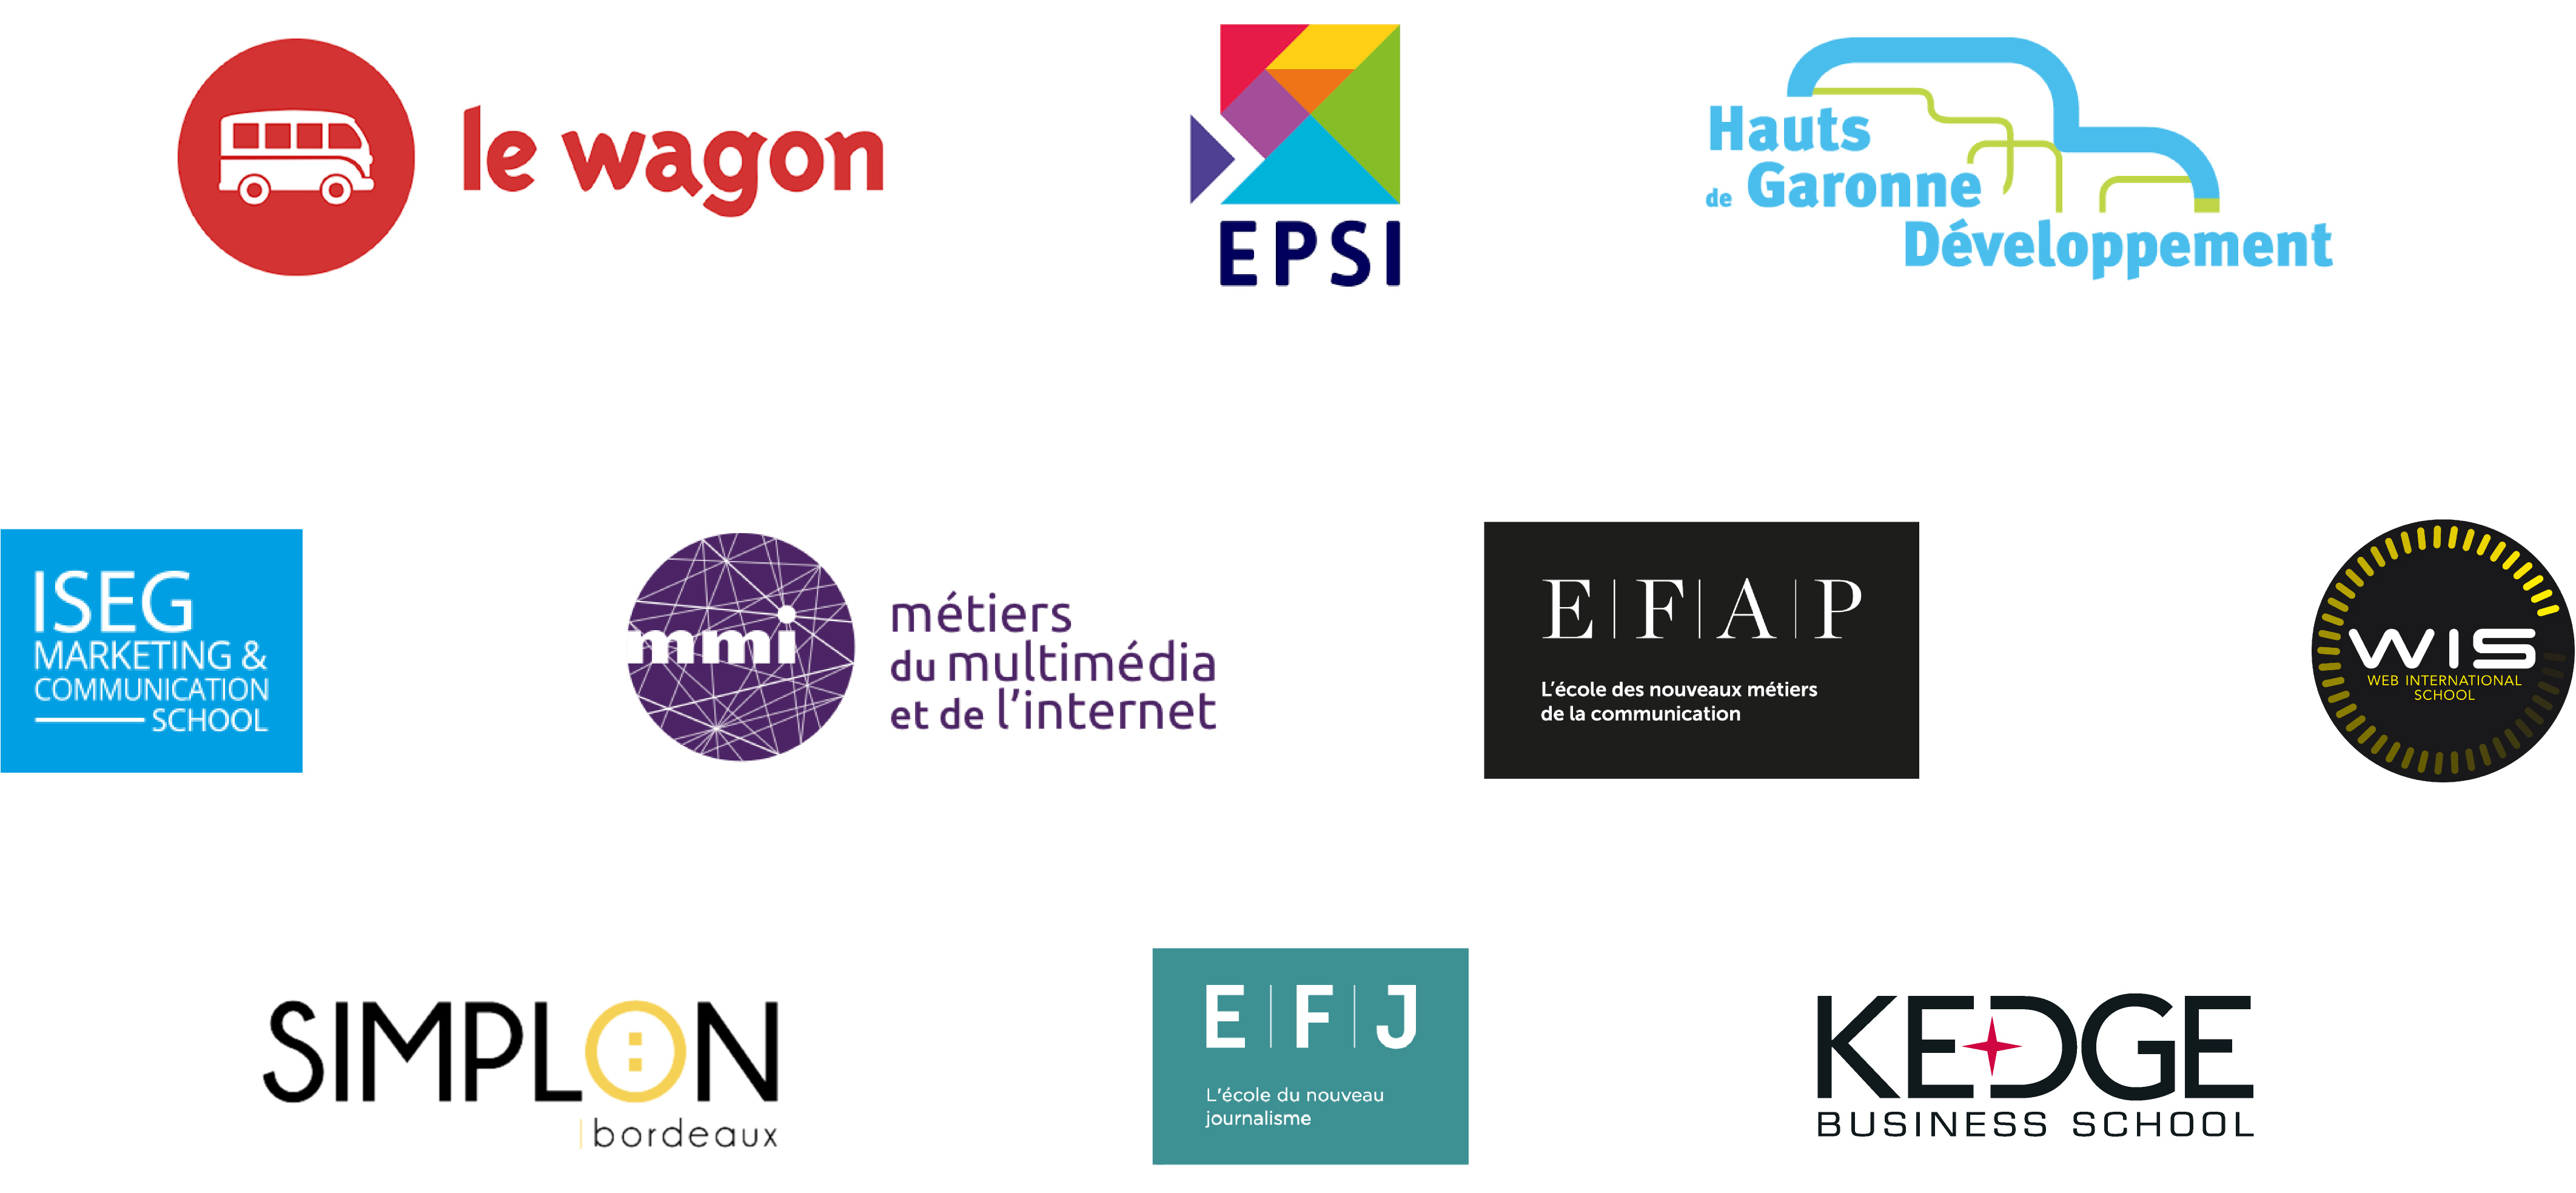 le wagon
EPSI
Hauts
de Garonne
Développement
ISEG
MARKETING &
COMMUNICATION
SCHOOL
mmi
métiers
du multimédia
et de l'internet
E|F|A|P
L'école des nouveaux métiers
de la communication
WIS
WEB INTERNATIONAL
SCHOOL
SIMPLON
bordeaux
E|F|J
L'école du nouveau
journalisme
KEDGE
BUSINESS SCHOOL